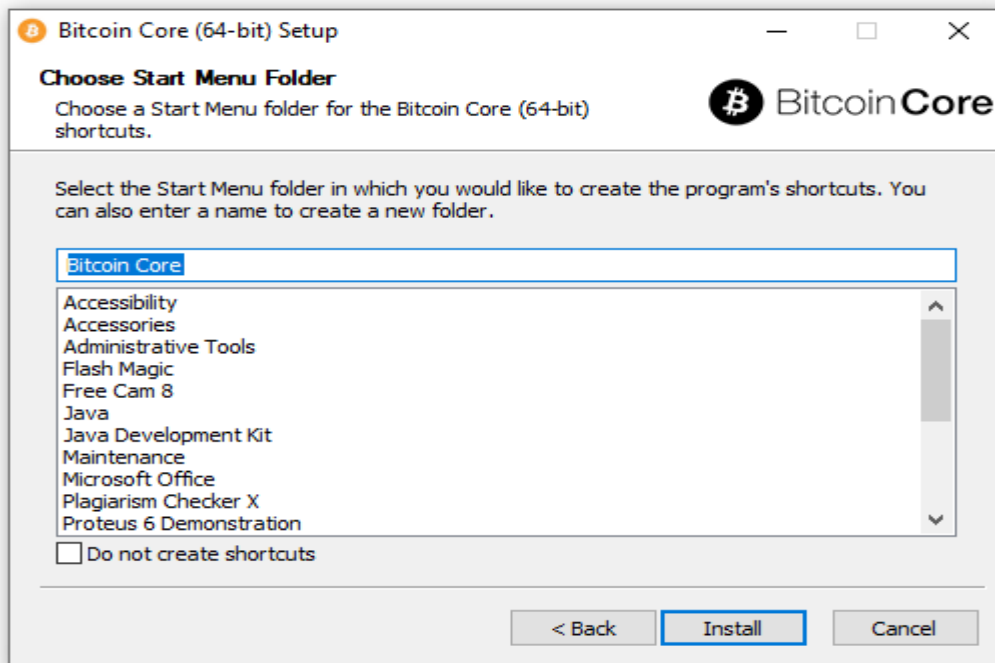 Bitcoin Core (64-bit) Setup
Choose Start Menu Folder
Choose a Start Menu folder for the Bitcoin Core (64-bit)
shortcuts.
Bitcoin Core
Select the Start Menu folder in which you would like to create the program's shortcuts. You
can also enter a name to create a new folder.
Bitcoin Core
Accessibility
Accessories
Administrative Tools
Flash Magic
Free Cam 8
Java
Java Development Kit
Maintenance
Microsoft Office
Plagiarism Checker X
Proteus 6 Demonstration
Do not create shortcuts
< Back
Install
Cancel